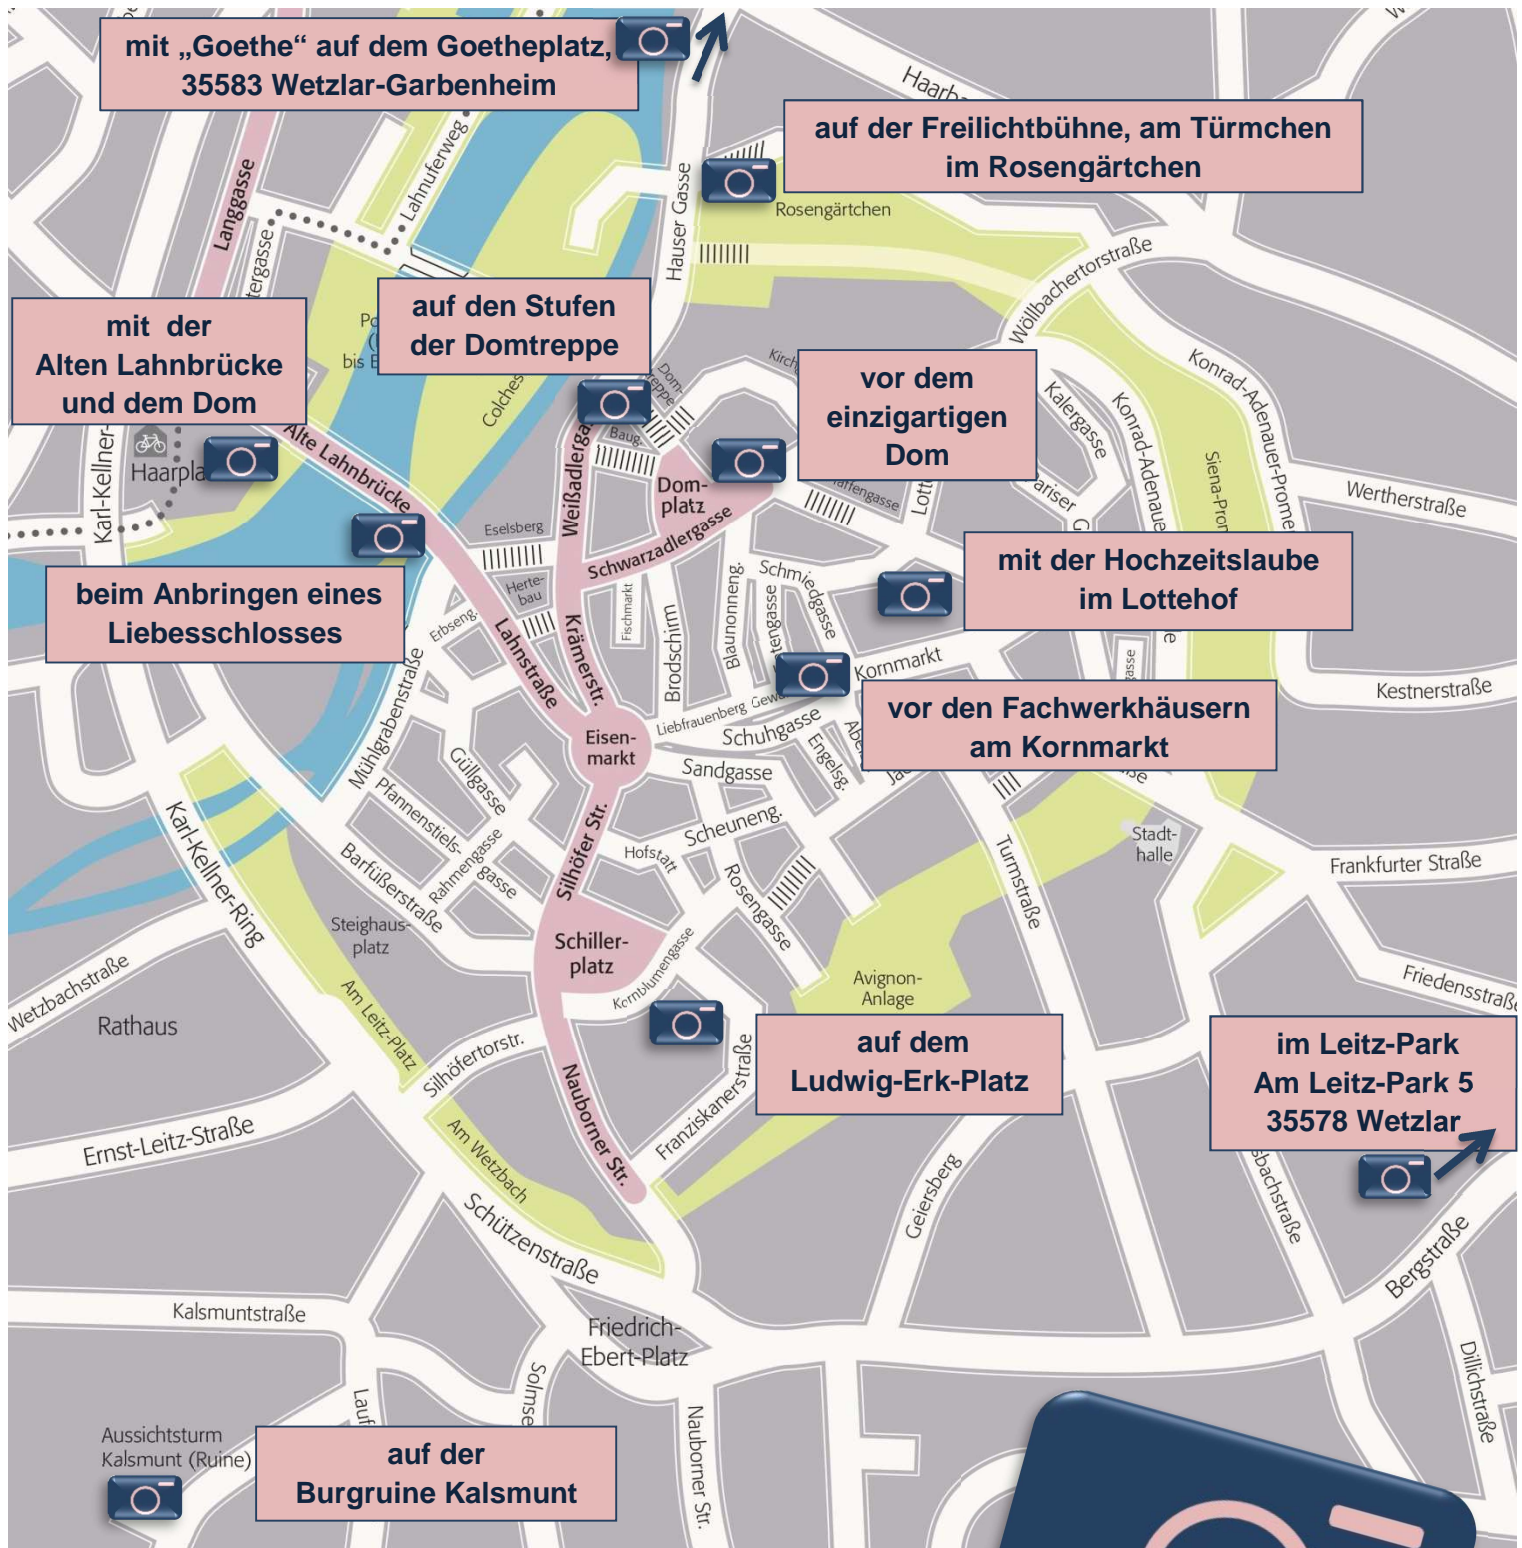 mit „Goethe“ auf dem Goetheplatz,
35583 Wetzlar-Garbenheim
auf der Freilichtbühne, am Türmchen
im Rosengärtchen
Rosengärtchen
Langgasse
Lahnuferweg
Hauser Gasse
Wöllbachertorstraße
auf den Stufen
der Domtreppe
mit der
Alten Lahnbrücke
und dem Dom
vor dem
einzigartigen
Dom
Konrad-Adenauer-Promenade
Kalergasse
Karl-Kellner-
Alte Lahnbrücke
Weißadlergasse
Baug.
Dom-
platz
Wertherstraße
Eselsberg
Schwarzadlergasse
mit der Hochzeitslaube
im Lottehof
beim Anbringen eines
Liebesschlosses
Herte-
bau
Erbseng.
Lahnstraße
Krämerstr.
Fischmarkt
Brodschirm
Blaunonneng.
Schmiedgasse
Kornmarkt
Kestnerstraße
vor den Fachwerkhäusern
am Kornmarkt
Liebfrauenberg
Schuhgasse
Engelsg.
Eisen-
markt
Sandgasse
Mühlgrabenstraße
Güllgasse
Pfannenstiels-
gasse
Rahmengasse
Barfüßerstraße
Silhöfer Str.
Hofstatt
Scheuneng.
Rosengasse
Turmstraße
Stadt-
halle
Frankfurter Straße
Karl-Kellner-Ring
Steighaus-
platz
Schiller-
platz
Kornblumengasse
Avignon-
Anlage
Friedensstraße
Wetzbachstraße
Rathaus
Am Leitz-Platz
Silhöfertorstr.
auf dem
Ludwig-Erk-Platz
im Leitz-Park
Am Leitz-Park 5
35578 Wetzlar
Ernst-Leitz-Straße
Nauborner Str.
Franziskanerstraße
Am Wetzbach
Schützenstraße
Geiersberg
Bergstraße
Kalsmuntstraße
Friedrich-
Ebert-Platz
Dillichstraße
Nauborner Str.
Aussichtsturm
Kalsmunt (Ruine)
auf der
Burgruine Kalsmunt